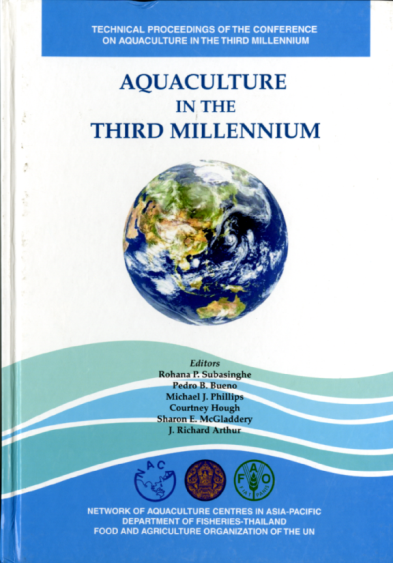 TECHNICAL PROCEEDINGS OF THE CONFERENCE
ON AQUACULTURE IN THE THIRD MILLENNIUM
AQUACULTURE
IN THE
THIRD MILLENNIUM
Editors
Rohana P. Subasinghe
Pedro B. Bueno
Michael J. Phillips
Courtney Hough
Sharon E. McGladdery
J. Richard Arthur
NACA
FAO
NETWORK OF AQUACULTURE CENTRES IN ASIA-PACIFIC
DEPARTMENT OF FISHERIES-THAILAND
FOOD AND AGRICULTURE ORGANIZATION OF THE UN